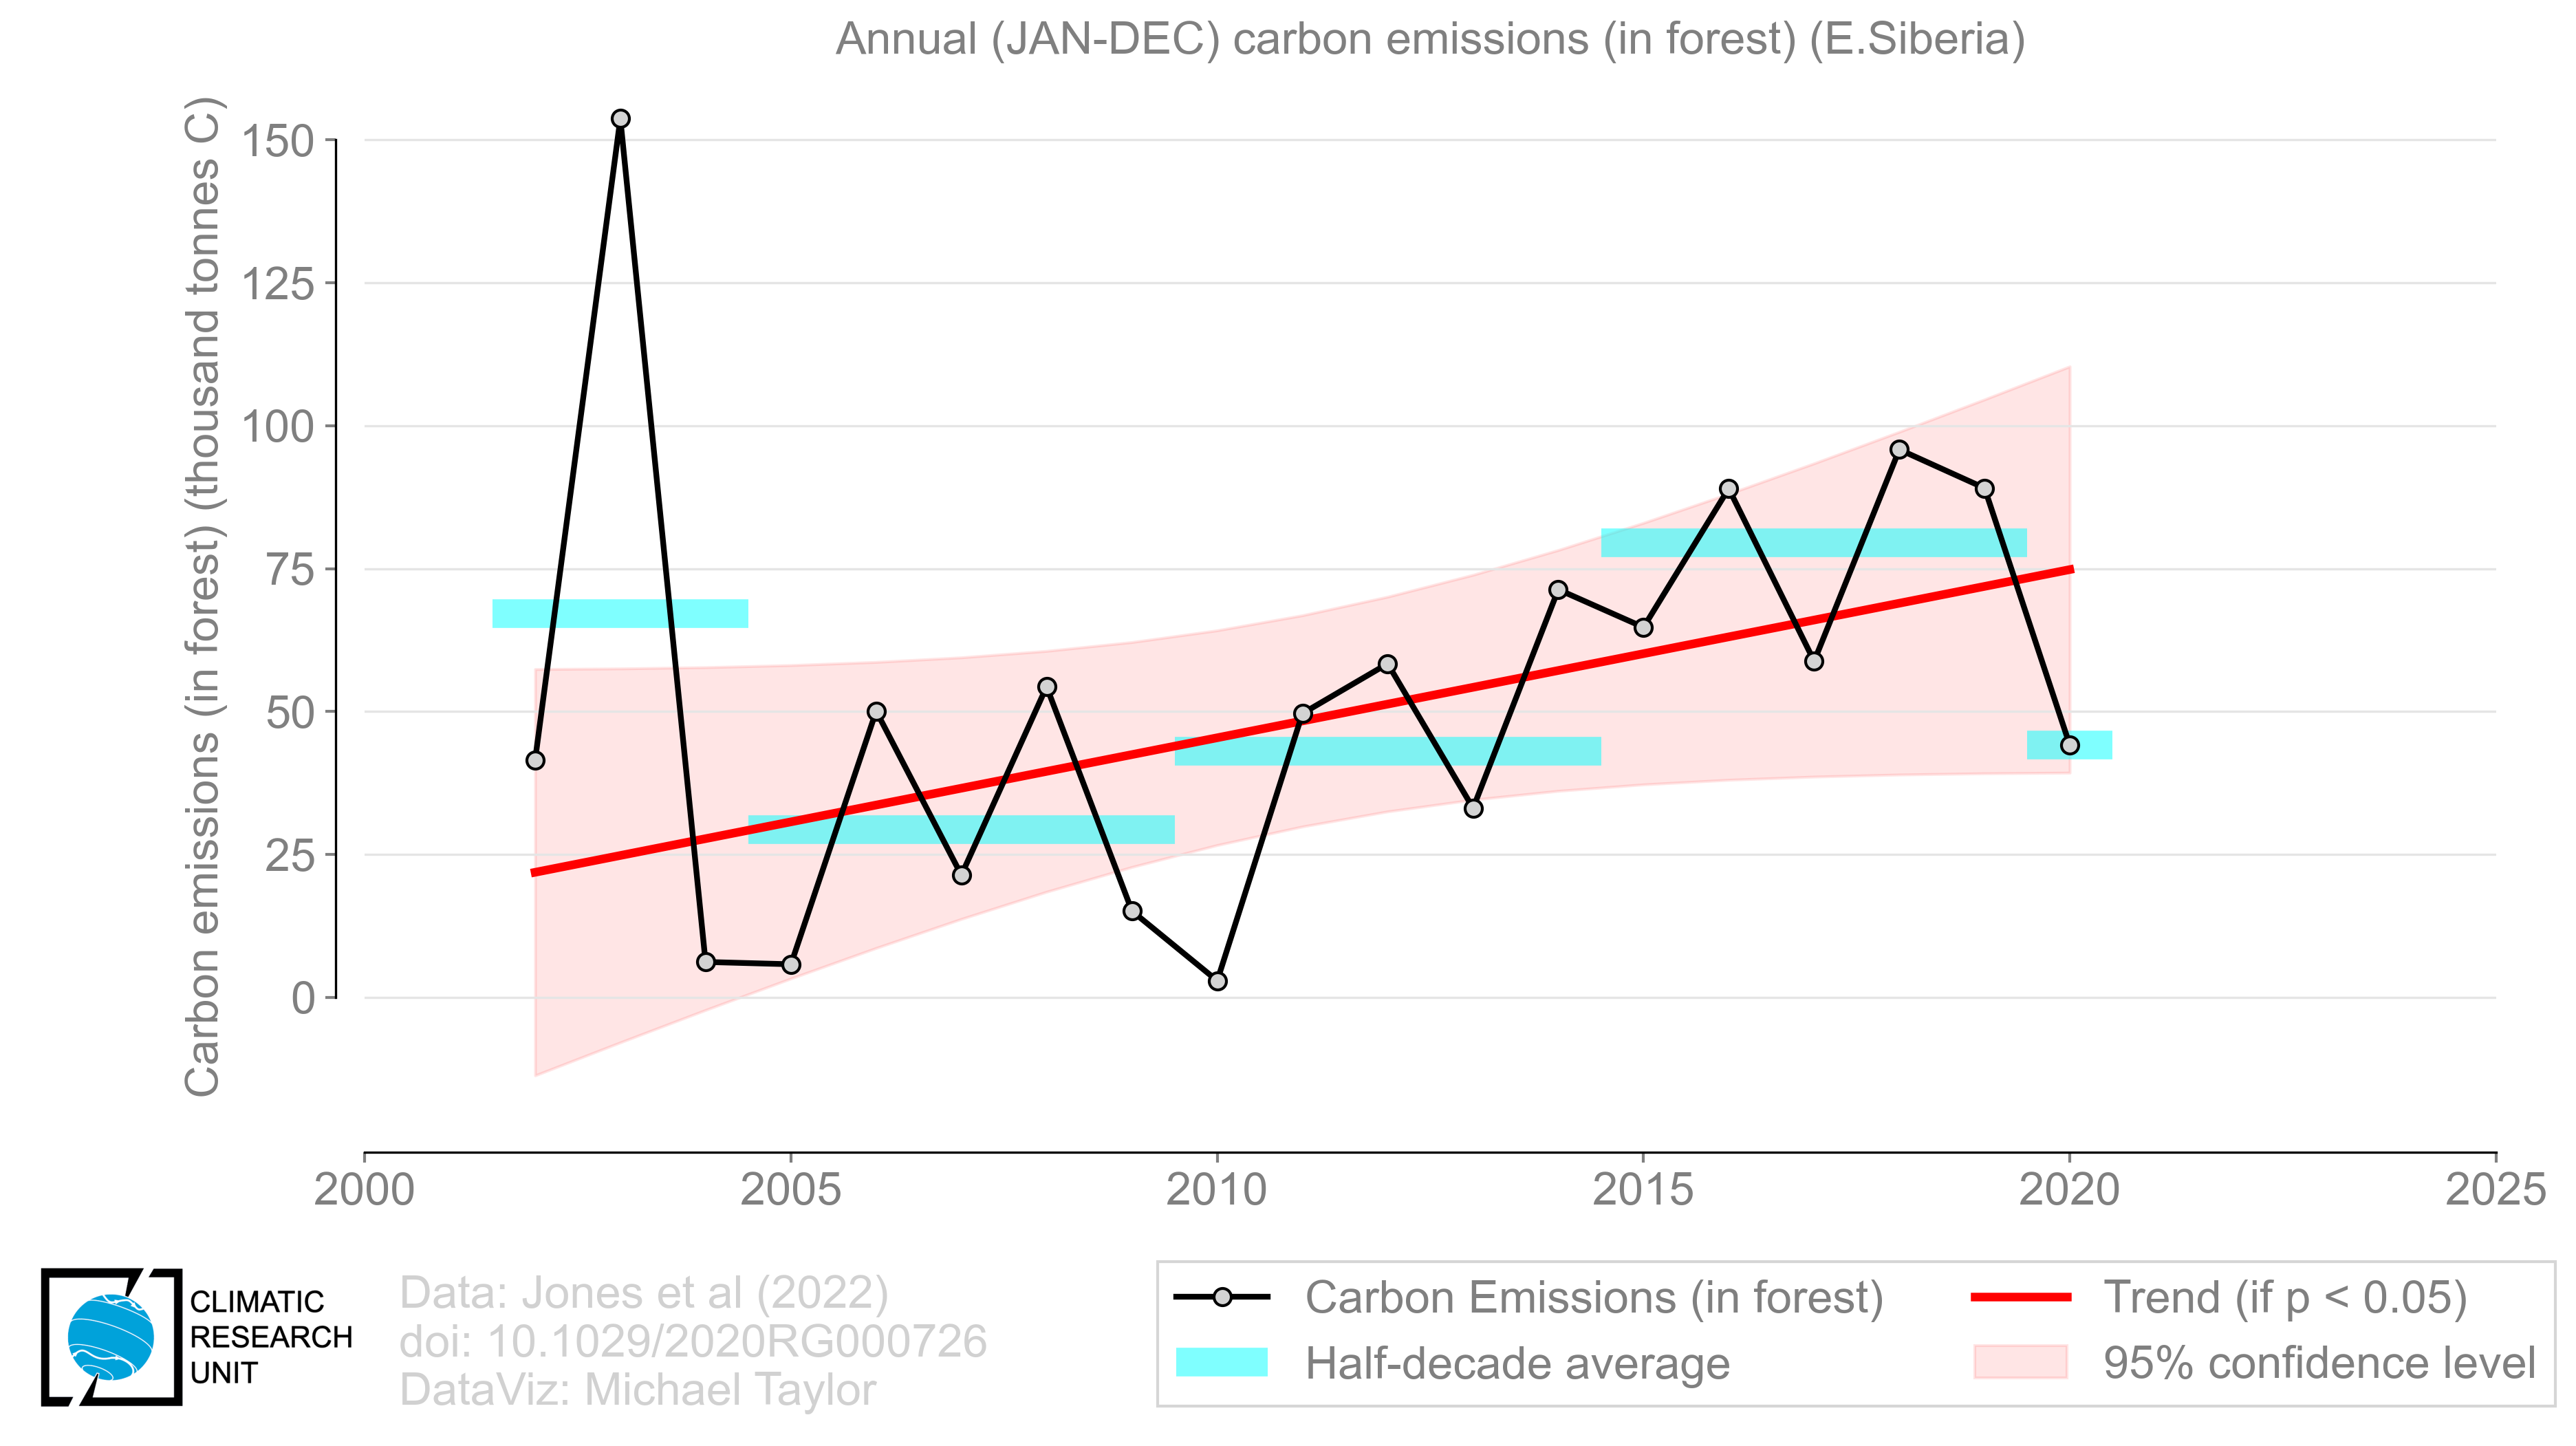 Annual (JAN-DEC) carbon emissions (in forest) (E.Siberia)
Carbon emissions (in forest) (thousand tonnes C)
150
125
100
75
50
25
0
2000
2005
2010
2015
2020
2025
CLIMATIC
RESEARCH
UNIT
Data: Jones et al (2022)
doi: 10.1029/2020RG000726
DataViz: Michael Taylor
Carbon Emissions (in forest)
Half-decade average
Trend (if p < 0.05)
95% confidence level